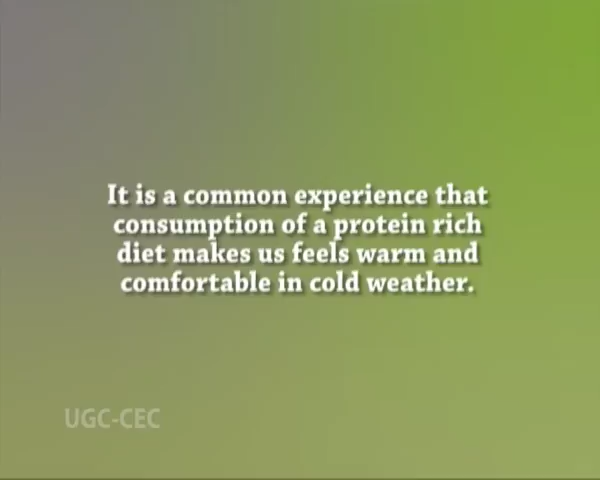 It is a common experience that
consumption of a protein rich
diet makes us feels warm and
comfortable in cold weather.
UGC-CEC